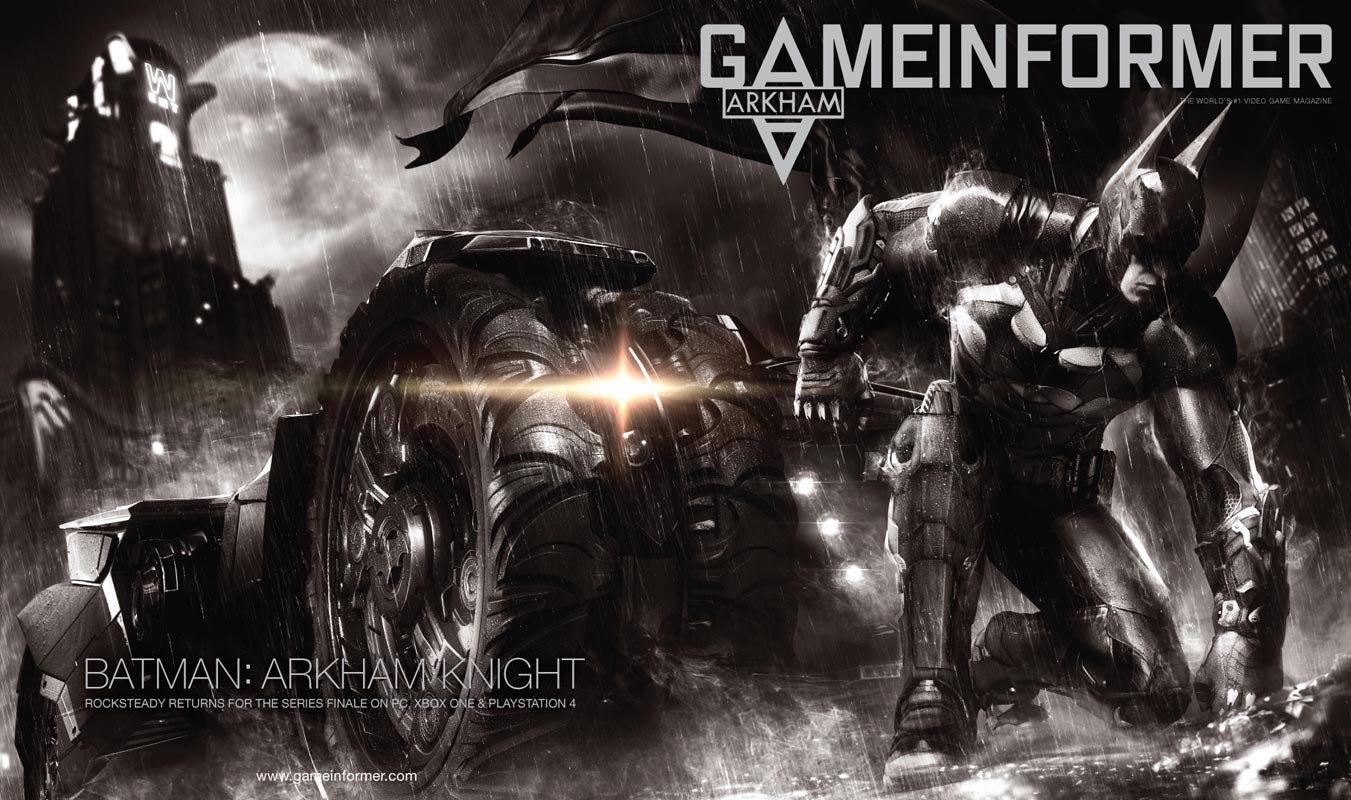 GAMEINFORMER
ARKHAM
THE WORLD'S #1 VIDEO GAME MAGAZINE
W
BATMAN: ARKHAM KNIGHT
ROCKSTEADY RETURNS FOR THE SERIES FINALE ON PC, XBOX ONE & PLAYSTATION 4
www.gameinformer.com